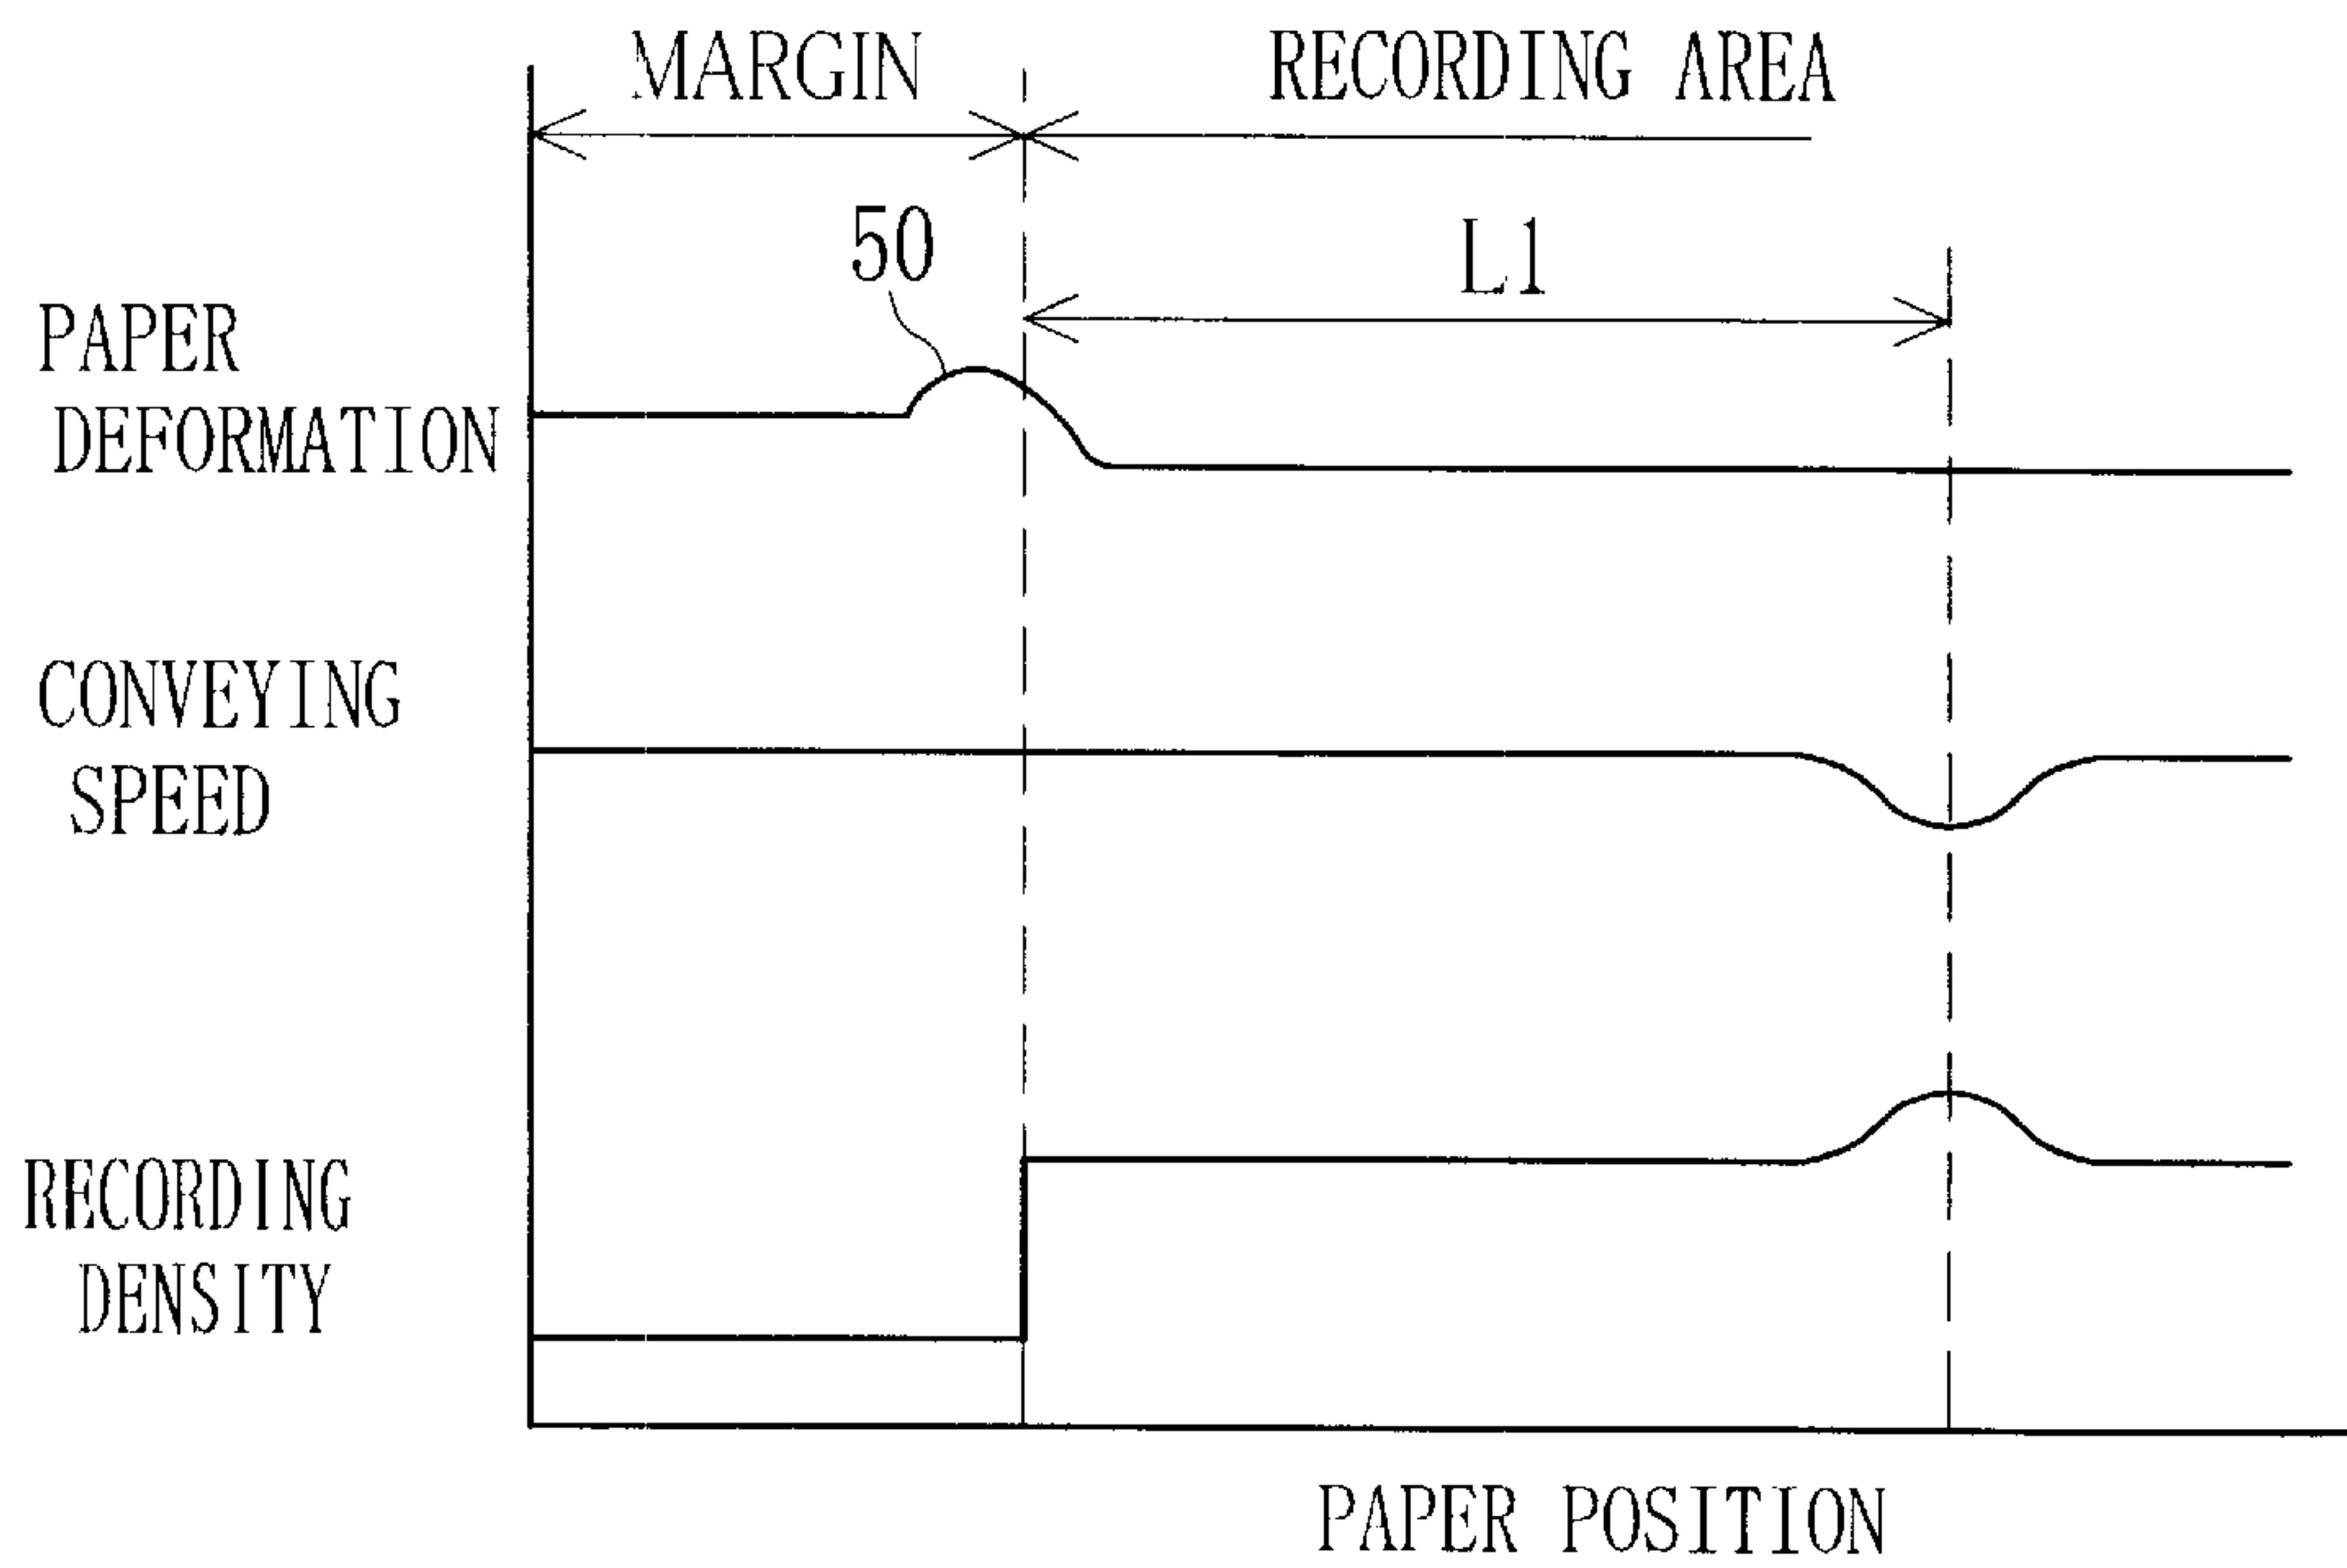 MARGIN
RECORDING AREA
50
L1
PAPER
DEFORMATION
CONVEYING
SPEED
RECORDING
DENSITY
PAPER POSITION